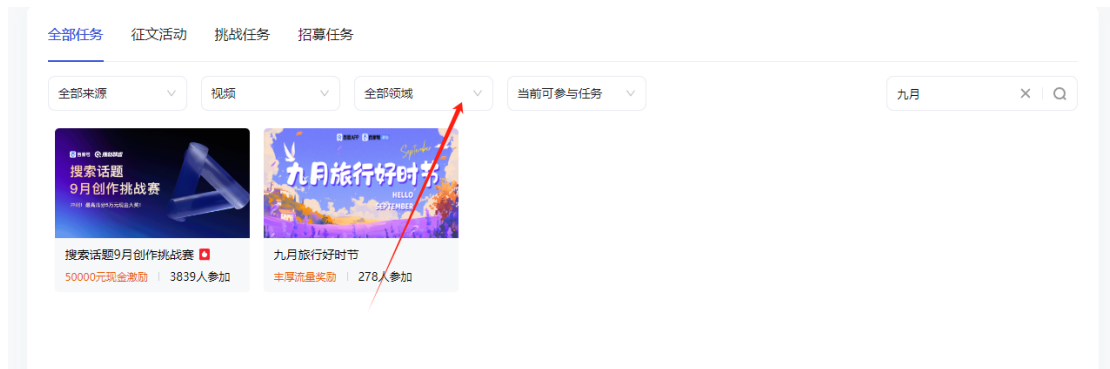 全部任务 征文活动 挑战任务 招募任务
全部来源 视频 全部领域 当前可参与任务 九月
搜索话题
9月创作挑战赛
September
九月旅行好时节
HELLO
SEPTEMBER
搜索话题9月创作挑战赛 九月旅行好时节
50000元现金激励 3839人参加 丰厚流量奖励 278人参加